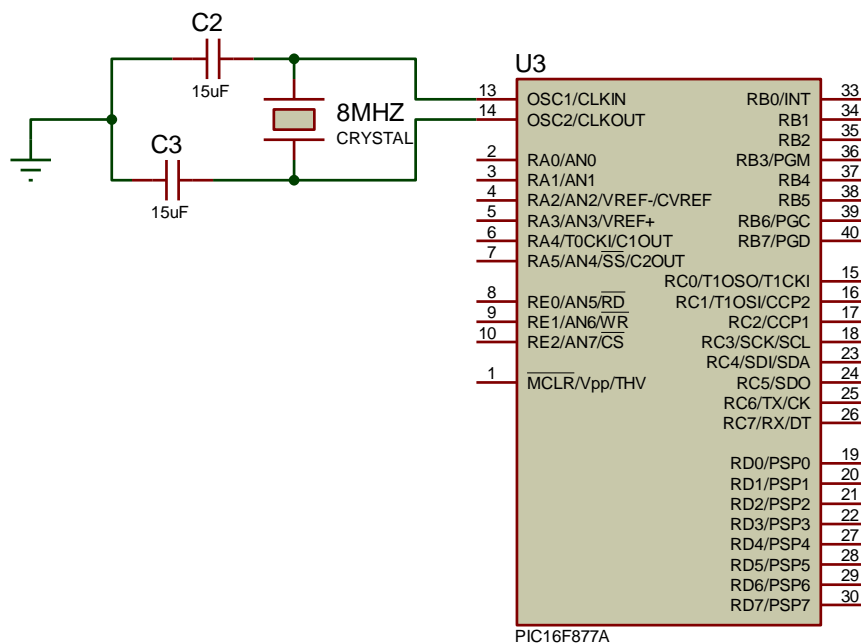 C2
15uF
8MHZ
CRYSTAL
C3
15uF
U3
13 OSC1/CLKIN
14 OSC2/CLKOUT
2 RA0/AN0
3 RA1/AN1
4 RA2/AN2/VREF-/CVREF
5 RA3/AN3/VREF+
6 RA4/T0CKI/C1OUT
7 RA5/AN4/SS/C2OUT
8 RE0/AN5/RD
9 RE1/AN6/WR
10 RE2/AN7/CS
1 MCLR/Vpp/THV
RB0/INT 33
RB1 34
RB2 35
RB3/PGM 36
RB4 37
RB5 38
RB6/PGC 39
RB7/PGD 40
RC0/T1OSO/T1CKI 15
RC1/T1OSI/CCP2 16
RC2/CCP1 17
RC3/SCK/SCL 18
RC4/SDI/SDA 23
RC5/SDO 24
RC6/TX/CK 25
RC7/RX/DT 26
RD0/PSP0 19
RD1/PSP1 20
RD2/PSP2 21
RD3/PSP3 22
RD4/PSP4 27
RD5/PSP5 28
RD6/PSP6 29
RD7/PSP7 30
PIC16F877A